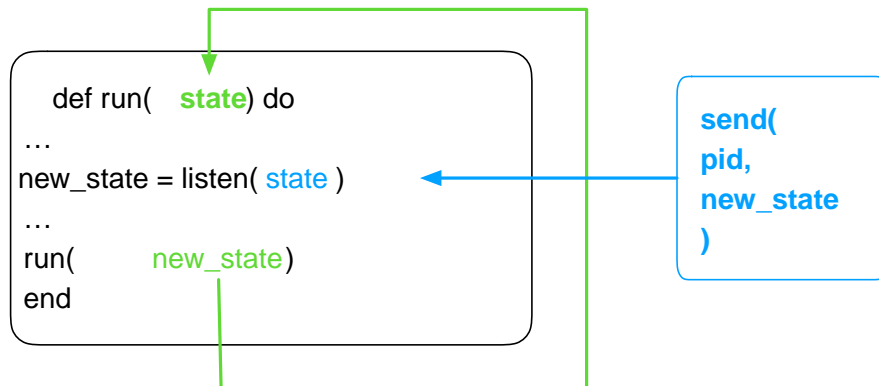 def run( state) do
…
new_state = listen( state )
…
run( new_state)
end
send(
pid,
new_state
)